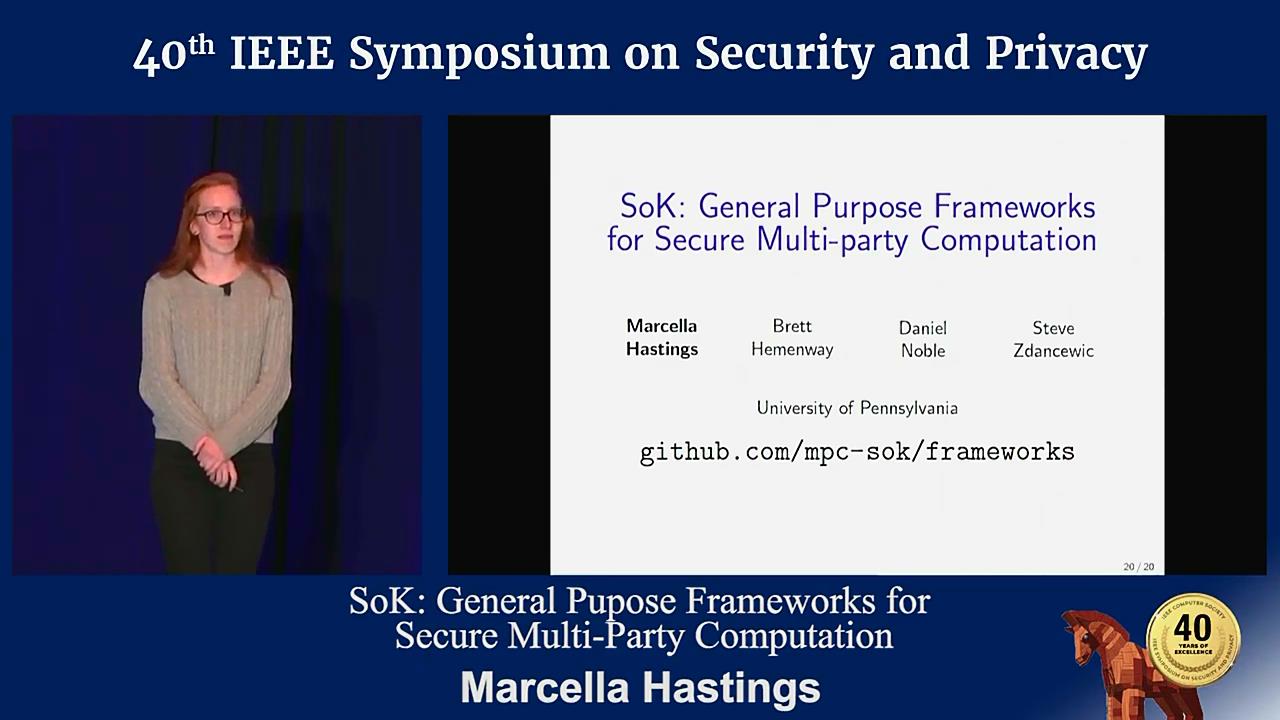 40th IEEE Symposium on Security and Privacy
SoK: General Purpose Frameworks
for Secure Multi-party Computation
Marcella Hastings
Brett Hemenway
Daniel Noble
Steve Zdancewic
University of Pennsylvania
github.com/mpc-sok/frameworks
20 / 20
SoK: General Pupose Frameworks for
Secure Multi-Party Computation
Marcella Hastings
IEEE COMPUTER SOCIETY
40
YEARS OF
EXCELLENCE
IEEE SYMPOSIUM ON SECURITY AND PRIVACY